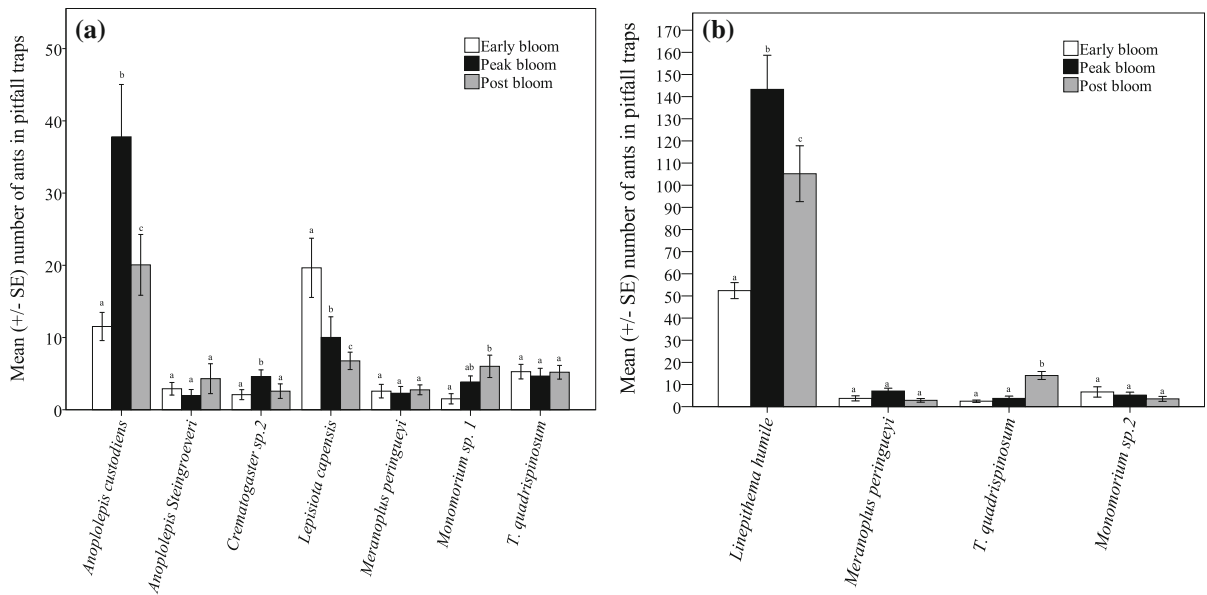 (a)
Mean (+/- SE) number of ants in pitfall traps
50
40
30
20
10
0
Early bloom
Peak bloom
Post bloom
a
b
c
a
a
a
a
b
a
a
b
c
a
a
a
a
ab
b
a
a
a
Anoplolepis custodiens
Anoplolepis Steingroeveri
Crematogaster sp.2
Lepisiota capensis
Meranoplus peringueyi
Monomorium sp. 1
T. quadrispinosum
(b)
Mean (+/- SE) number of ants in pitfall traps
170
160
150
140
130
120
110
100
90
80
70
60
50
40
30
20
10
0
Early bloom
Peak bloom
Post bloom
a
b
c
a
a
a
a
a
b
a
a
a
Linepithema humile
Meranoplus peringueyi
T. quadrispinosum
Monomorium sp.2